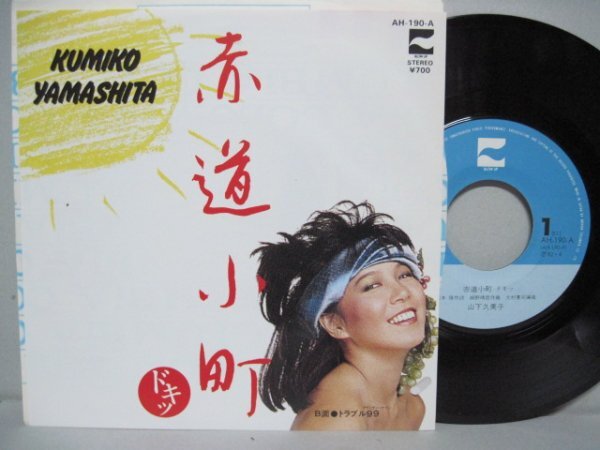 KUMIKO
YAMASHITA
赤道小町
ドキッ
AH-190-A
STEREO
¥700
B面●トラブル99
1
AH-190-A
赤道小町 ドキッ
山下久美子